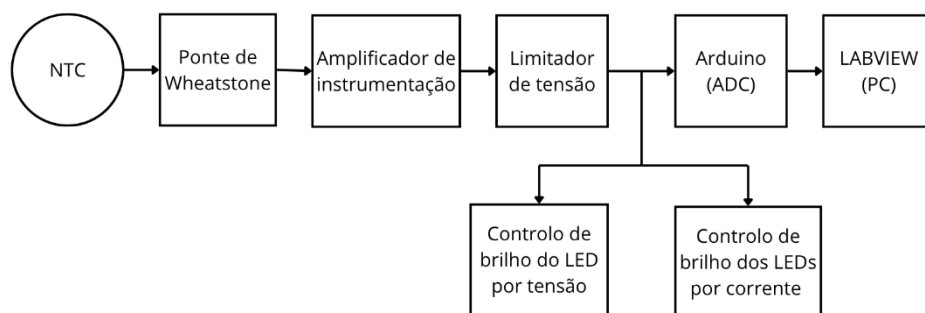 NTC
Ponte de
Wheatstone
Amplificador de
instrumentação
Limitador
de tensão
Arduino
(ADC)
LABVIEW
(PC)
Controlo de
brilho do LED
por tensão
Controlo de
brilho dos LEDs
por corrente